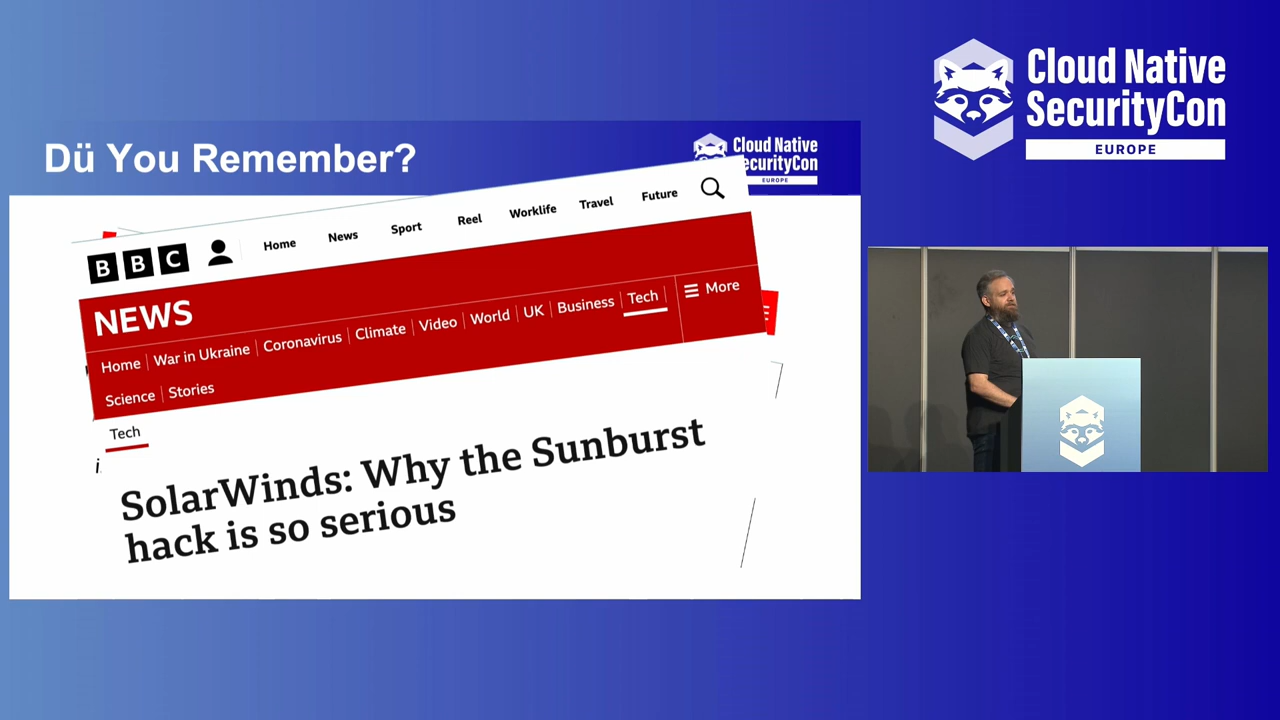 Cloud Native
SecurityCon
EUROPE
Dü You Remember?
Cloud Native
ecurityCon
EUROPE
BBC
Home
News
Sport
Reel
Worklife
Travel
Future
NEWS
Home
War in Ukraine
Coronavirus
Climate
Video
World
UK
Business
Tech
More
Science
Stories
Tech
i
SolarWinds: Why the Sunburst
hack is so serious